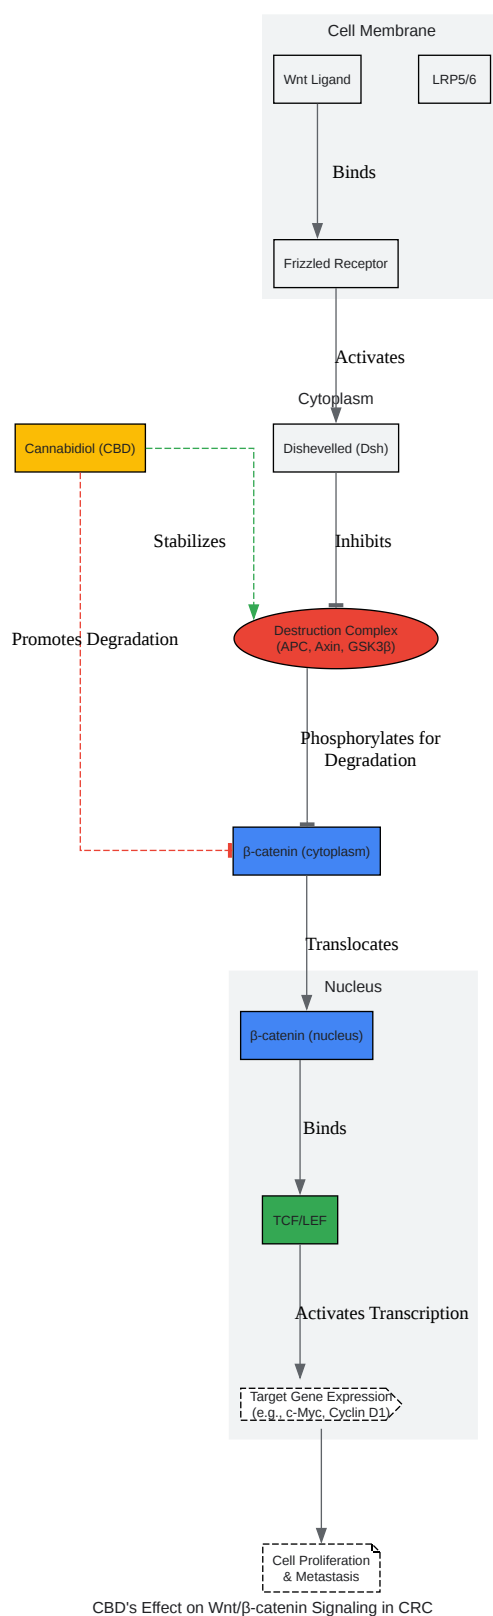 Cell Membrane
Wnt Ligand
LRP5/6
Binds
Frizzled Receptor
Activates
Cytoplasm
Cannabidiol (CBD)
Dishevelled (Dsh)
Stabilizes
Inhibits
Destruction Complex
(APC, Axin, GSK3β)
Promotes Degradation
Phosphorylates for
Degradation
β-catenin (cytoplasm)
Translocates
Nucleus
β-catenin (nucleus)
Binds
TCF/LEF
Activates Transcription
Target Gene Expression
(e.g., c-Myc, Cyclin D1)
Cell Proliferation
& Metastasis
CBD's Effect on Wnt/β-catenin Signaling in CRC